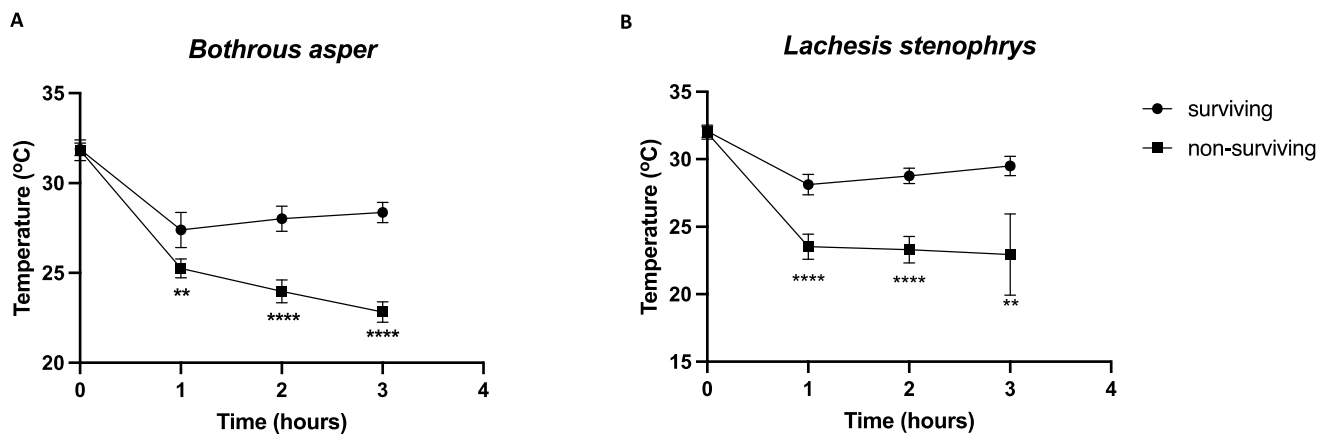 A
Bothrous asper
35
30
25
20
Temperature (ºC)
**
****
****
0 1 2 3 4
Time (hours)
B
Lachesis stenophrys
35
30
25
20
15
Temperature (ºC)
****
****
**
0 1 2 3 4
Time (hours)
surviving
non-surviving